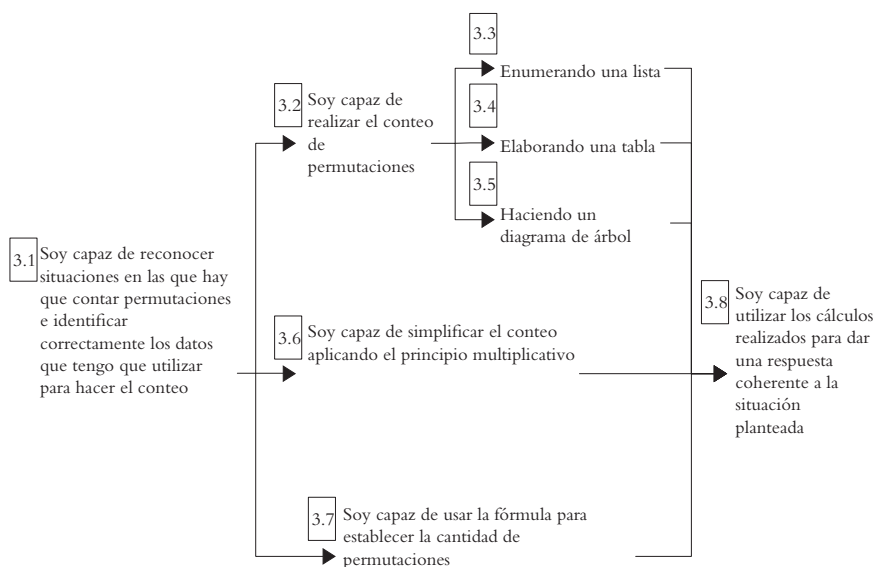 3.1
Soy capaz de reconocer
situaciones en las que hay
que contar permutaciones
e identificar
correctamente los datos
que tengo que utilizar
para hacer el conteo
3.2
Soy capaz de
realizar el conteo
de
permutaciones
3.3
Enumerando una lista
3.4
Elaborando una tabla
3.5
Haciendo un
diagrama de árbol
3.6
Soy capaz de simplificar el conteo
aplicando el principio multiplicativo
3.7
Soy capaz de usar la fórmula para
establecer la cantidad de
permutaciones
3.8
Soy capaz de
utilizar los cálculos
realizados para dar
una respuesta
coherente a la
situación
planteada